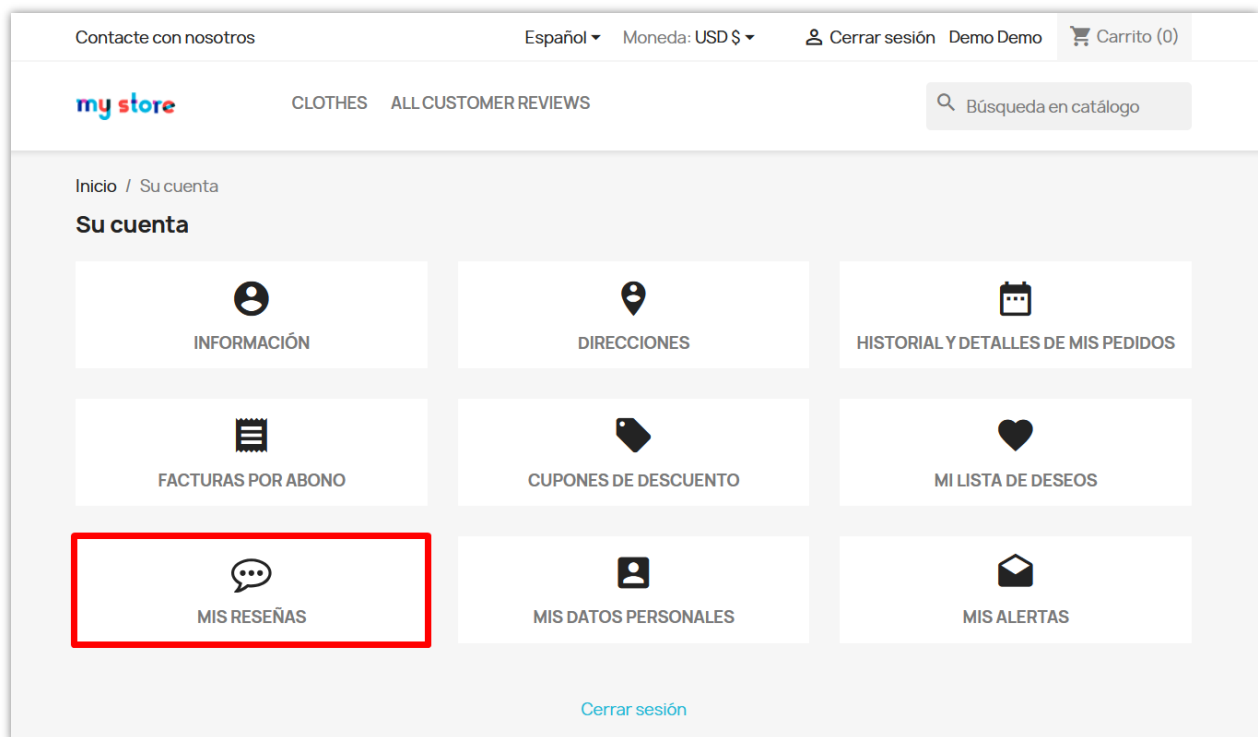 Contacte con nosotros Español Moneda: USD $ Cerrar sesión Demo Demo Carrito (0)
my store CLOTHES ALL CUSTOMER REVIEWS Búsqueda en catálogo
Inicio / Su cuenta
Su cuenta
INFORMACIÓN DIRECCIONES HISTORIAL Y DETALLES DE MIS PEDIDOS
FACTURAS POR ABONO CUPONES DE DESCUENTO MI LISTA DE DESEOS
MIS RESEÑAS MIS DATOS PERSONALES MIS ALERTAS
Cerrar sesión